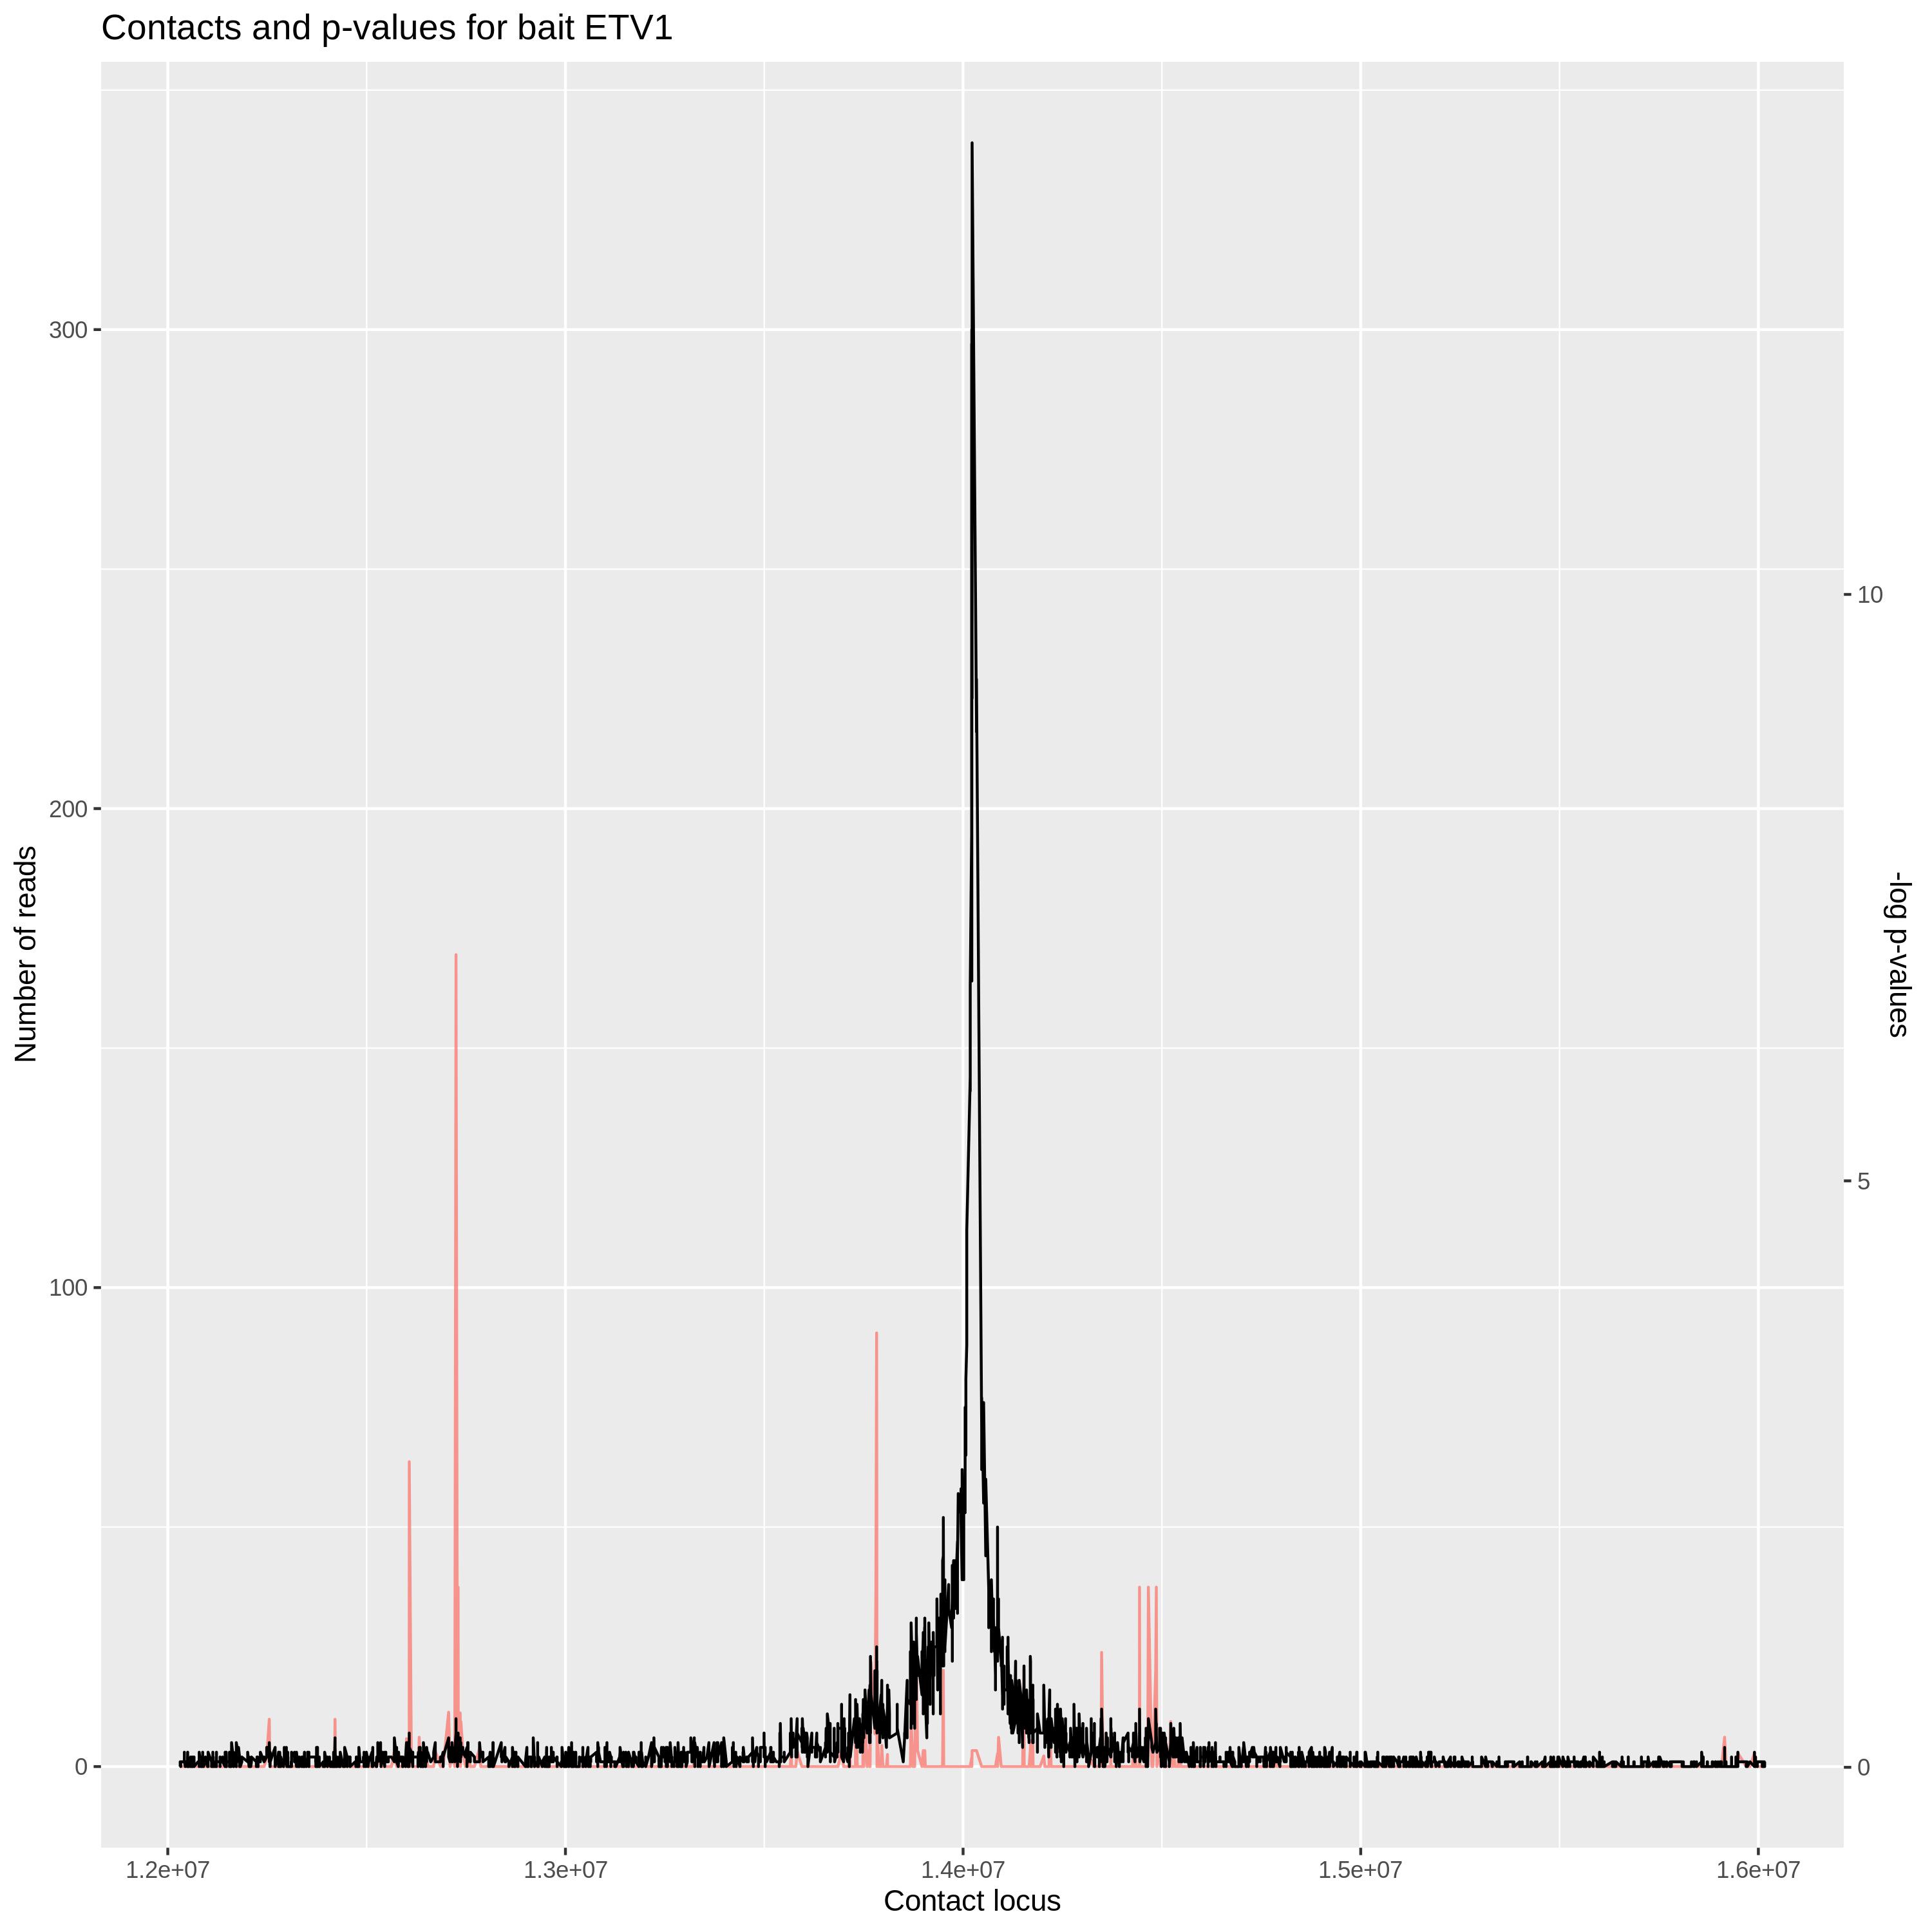 Contacts and p-values for bait ETV1
Number of reads
300
200
100
0
10
5
0
-log p-values
1.2e+07
1.3e+07
1.4e+07
1.5e+07
1.6e+07
Contact locus